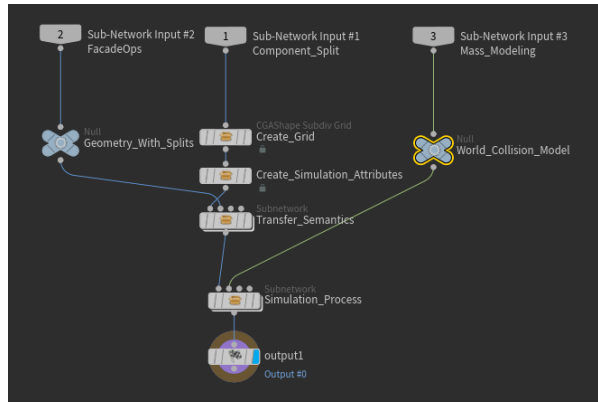 2
Sub-Network Input #2
FacadeOps
1
Sub-Network Input #1
Component_Split
3
Sub-Network Input #3
Mass_Modeling
Null
Geometry_With_Splits
CGAShape Subdiv Grid
Create_Grid
Null
World_Collision_Model
Create_Simulation_Attributes
Subnetwork
Transfer_Semantics
Subnetwork
Simulation_Process
output1
Output #0